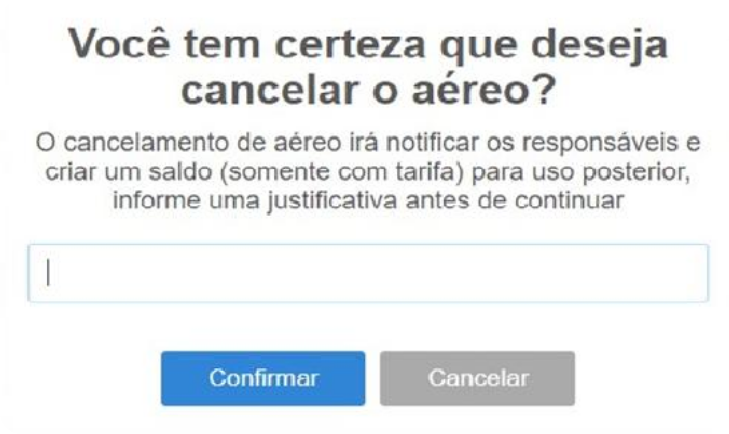 Você tem certeza que deseja
cancelar o aéreo?
O cancelamento de aéreo irá notificar os responsáveis e
criar um saldo (somente com tarifa) para uso posterior,
informe uma justificativa antes de continuar
Confirmar Cancelar